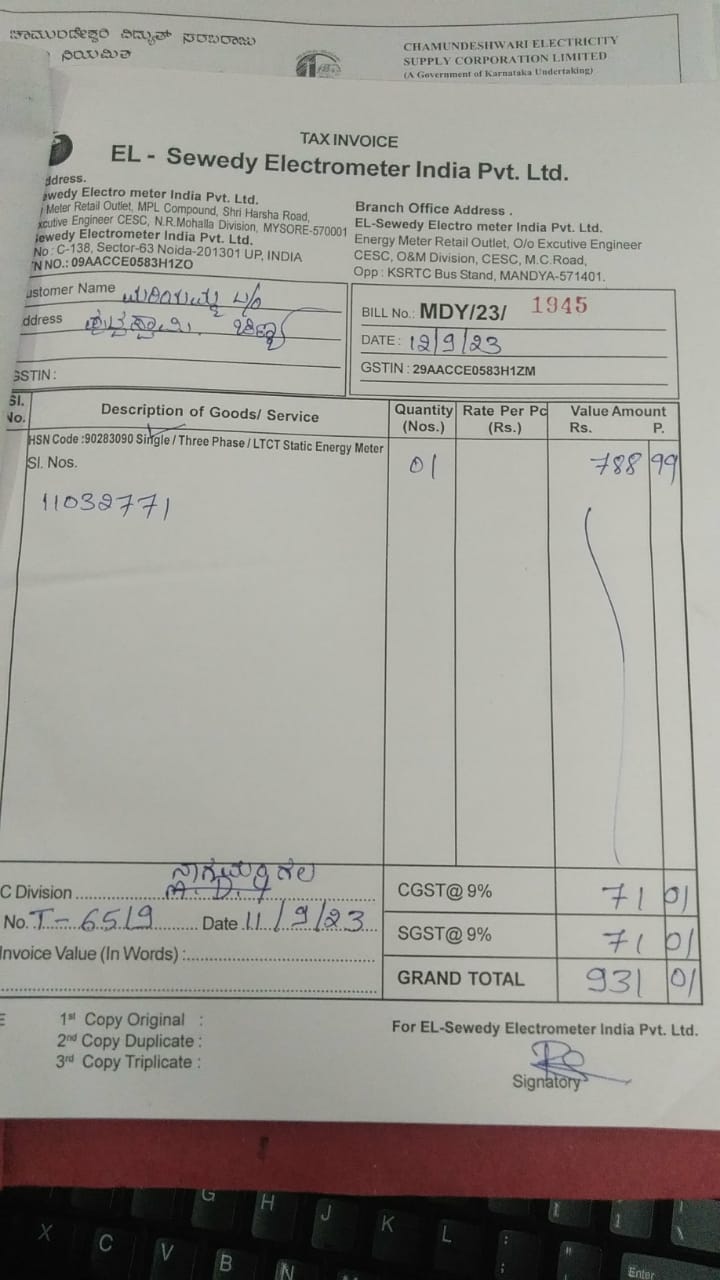 ಚಾಮುಂಡೇಶ್ವರಿ ವಿದ್ಯುತ್ ಸರಬರಾಜು
ನಿಯಮಿತ
CHAMUNDESHWARI ELECTRICITY
SUPPLY CORPORATION LIMITED
(A Government of Karnataka Undertaking)
TAX INVOICE
EL - Sewedy Electrometer India Pvt. Ltd.
ddress.
ewedy Electro meter India Pvt. Ltd.
Meter Retail Outlet, MPL Compound, Shri Harsha Road,
xcutive Engineer CESC, N.R.Mohalla Division, MYSORE-570001
Sewedy Electrometer India Pvt. Ltd.
No : C-138, Sector-63 Noida-201301 UP, INDIA
N NO.: 09AACCE0583H1ZO
Branch Office Address .
EL-Sewedy Electro meter India Pvt. Ltd.
Energy Meter Retail Outlet, O/o Excutive Engineer
CESC, O&M Division, CESC, M.C.Road,
Opp : KSRTC Bus Stand, MANDYA-571401.
ustomer Name
ddress
GSTIN :
BILL No.: MDY/23/ 1945
DATE : 12/9/23
GSTIN : 29AACCE0583H1ZM
Sl. No. Description of Goods/ Service Quantity (Nos.) Rate Per Pc (Rs.) Value Amount Rs. P.
HSN Code :90283090 Single / Three Phase / LTCT Static Energy Meter
Sl. Nos. 01 788 99
11032771
C Division
No. T-6519 Date 11/9/23
Invoice Value (In Words) :
CGST@ 9% 71 01
SGST@ 9% 71 01
GRAND TOTAL 931 01
1st Copy Original :
2nd Copy Duplicate :
3rd Copy Triplicate :
For EL-Sewedy Electrometer India Pvt. Ltd.
Signatory
G H J K L
X C V B N
Enter